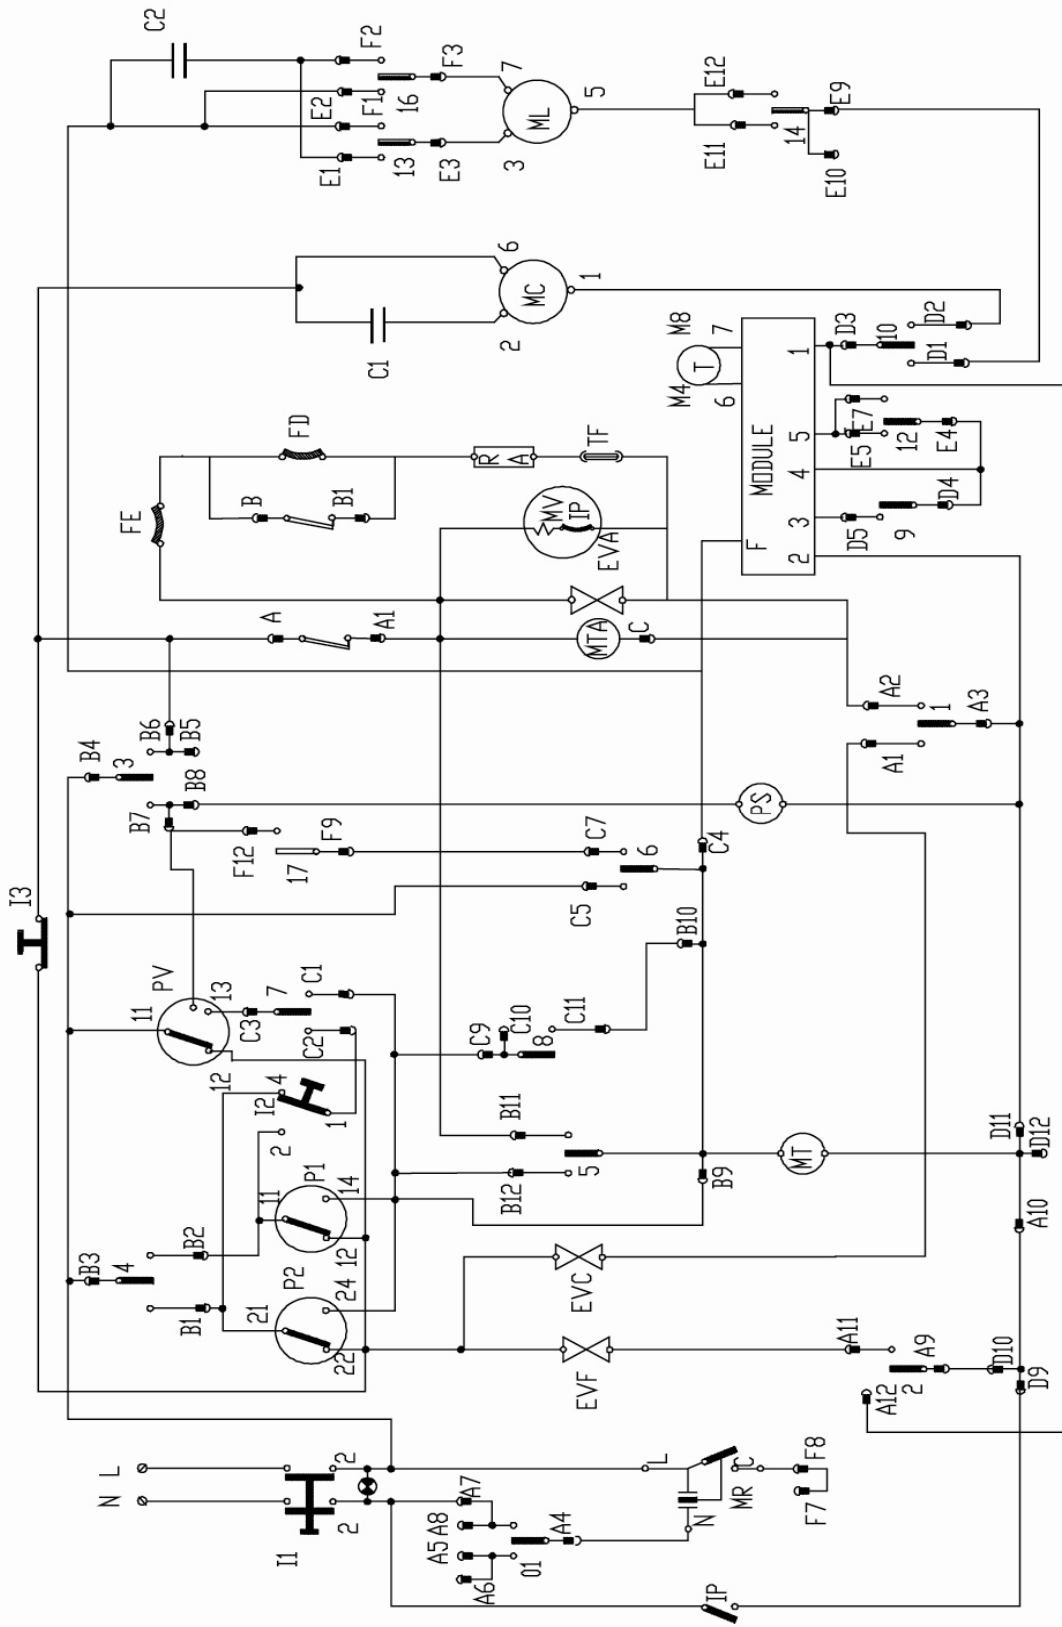 N L
I1
2
2
A6
A5
A8
A7
01
A4
L
N
MR
C
F7
F8
IP
B1
B3
4
B2
21
P2
22
24
11
P1
12
14
2
I2
4
1
EVF
EVC
A11
A12
2
A9
D10
D9
A10
D11
D12
MT
B9
B12
5
B11
12
11
PV
13
C3
7
C2
C1
C9
C10
8
C11
B10
C5
6
C7
C4
I3
B7
B8
B4
3
B6
B5
F12
17
F9
PS
A1
1
A2
A3
A
A1
MTA
C
FE
B
B1
FD
R A
TF
MV
IP
EVA
F
MODULE
2
3
4
5
1
6
7
M4
M8
T
D5
9
D4
E5
E7
12
E4
D3
10
D1
D2
C1
2
MC
6
1
C2
E1
E2
F1
F2
13
E3
16
F3
3
ML
7
5
E11
E12
14
E10
E9